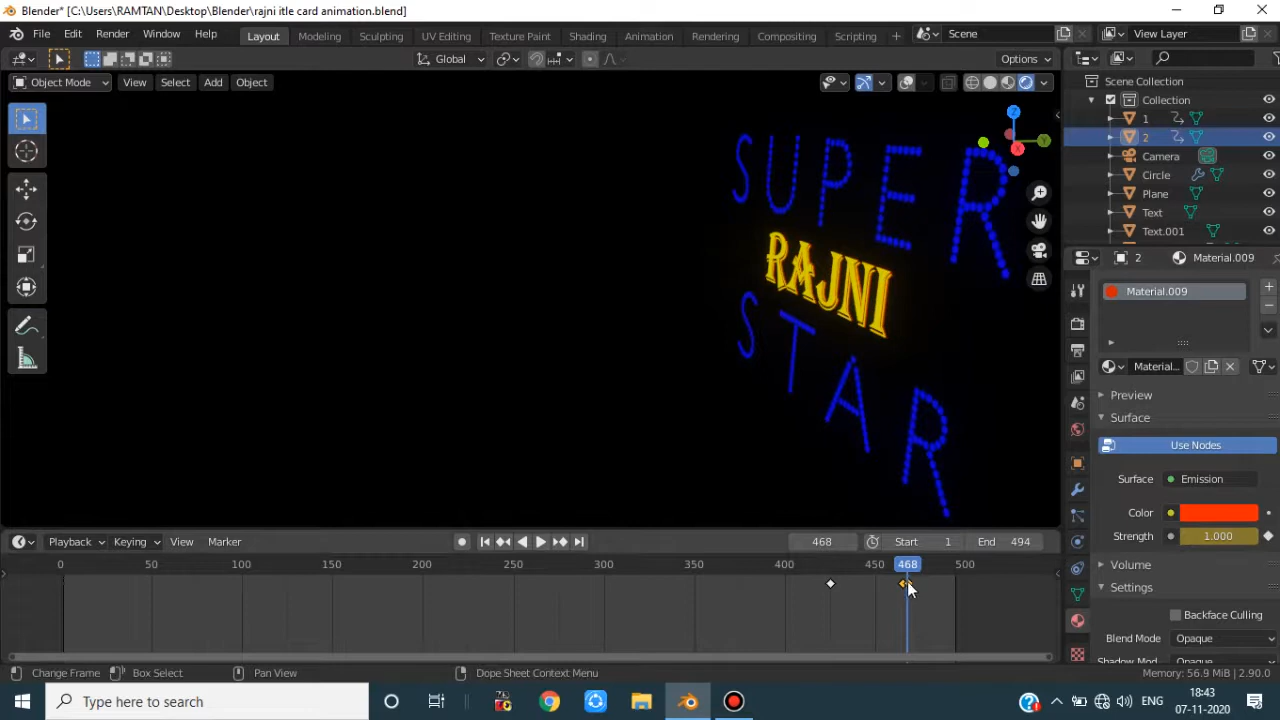 Blender* [C:\Users\RAMTAN\Desktop\Blender\rajni itle card animation.blend]
File Edit Render Window Help Layout Modeling Sculpting UV Editing Texture Paint Shading Animation Rendering Compositing Scripting + Scene View Layer
Global Options
Object Mode View Select Add Object
Scene Collection
Collection
1
2
Camera
Circle
Plane
Text
Text.001
Z
Y
X
SUPER
RAJNI
STAR
2 Material.009
Material.009
Material...
Preview
Surface
Use Nodes
Surface Emission
Color
Strength 1.000
Volume
Settings
Backface Culling
Blend Mode Opaque
Shadow Mod Opaque
Playback Keying View Marker 468 Start 1 End 494
0 50 100 150 200 250 300 350 400 450 468 500
Change Frame Box Select Pan View Dope Sheet Context Menu Memory: 56.9 MiB | 2.90.0
Type here to search
ENG
18:43
07-11-2020